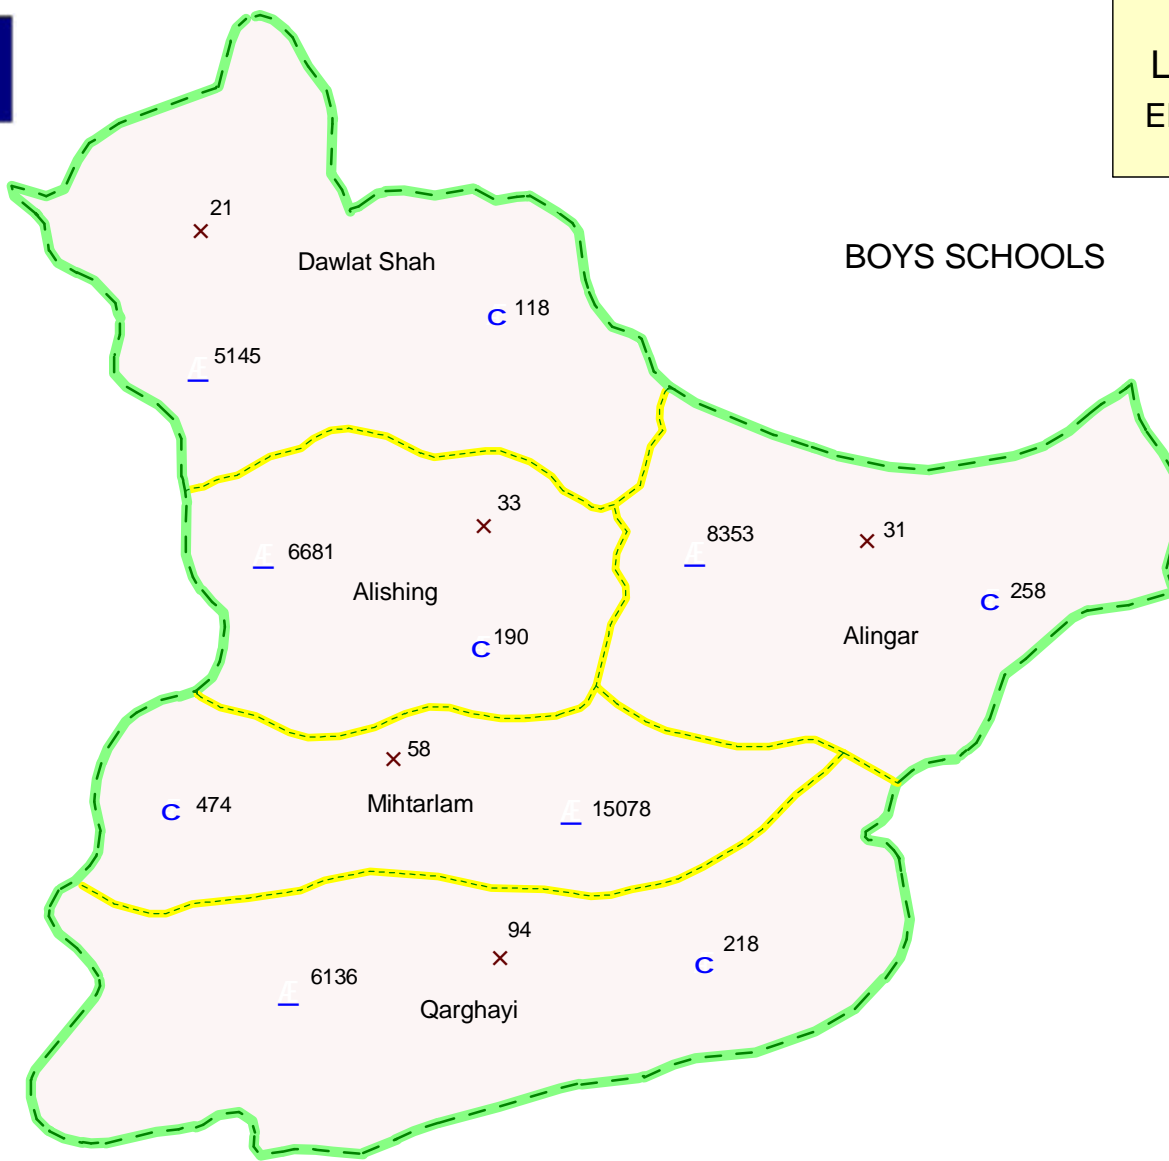 L
E
21
Dawlat Shah
BOYS SCHOOLS
C 118
Æ 5145
33
Æ 6681
Æ 8353
31
Alishing
C 258
C 190
Alingar
58
C 474
Mihtarlam
Æ 15078
94
C 218
Æ 6136
Qarghayi